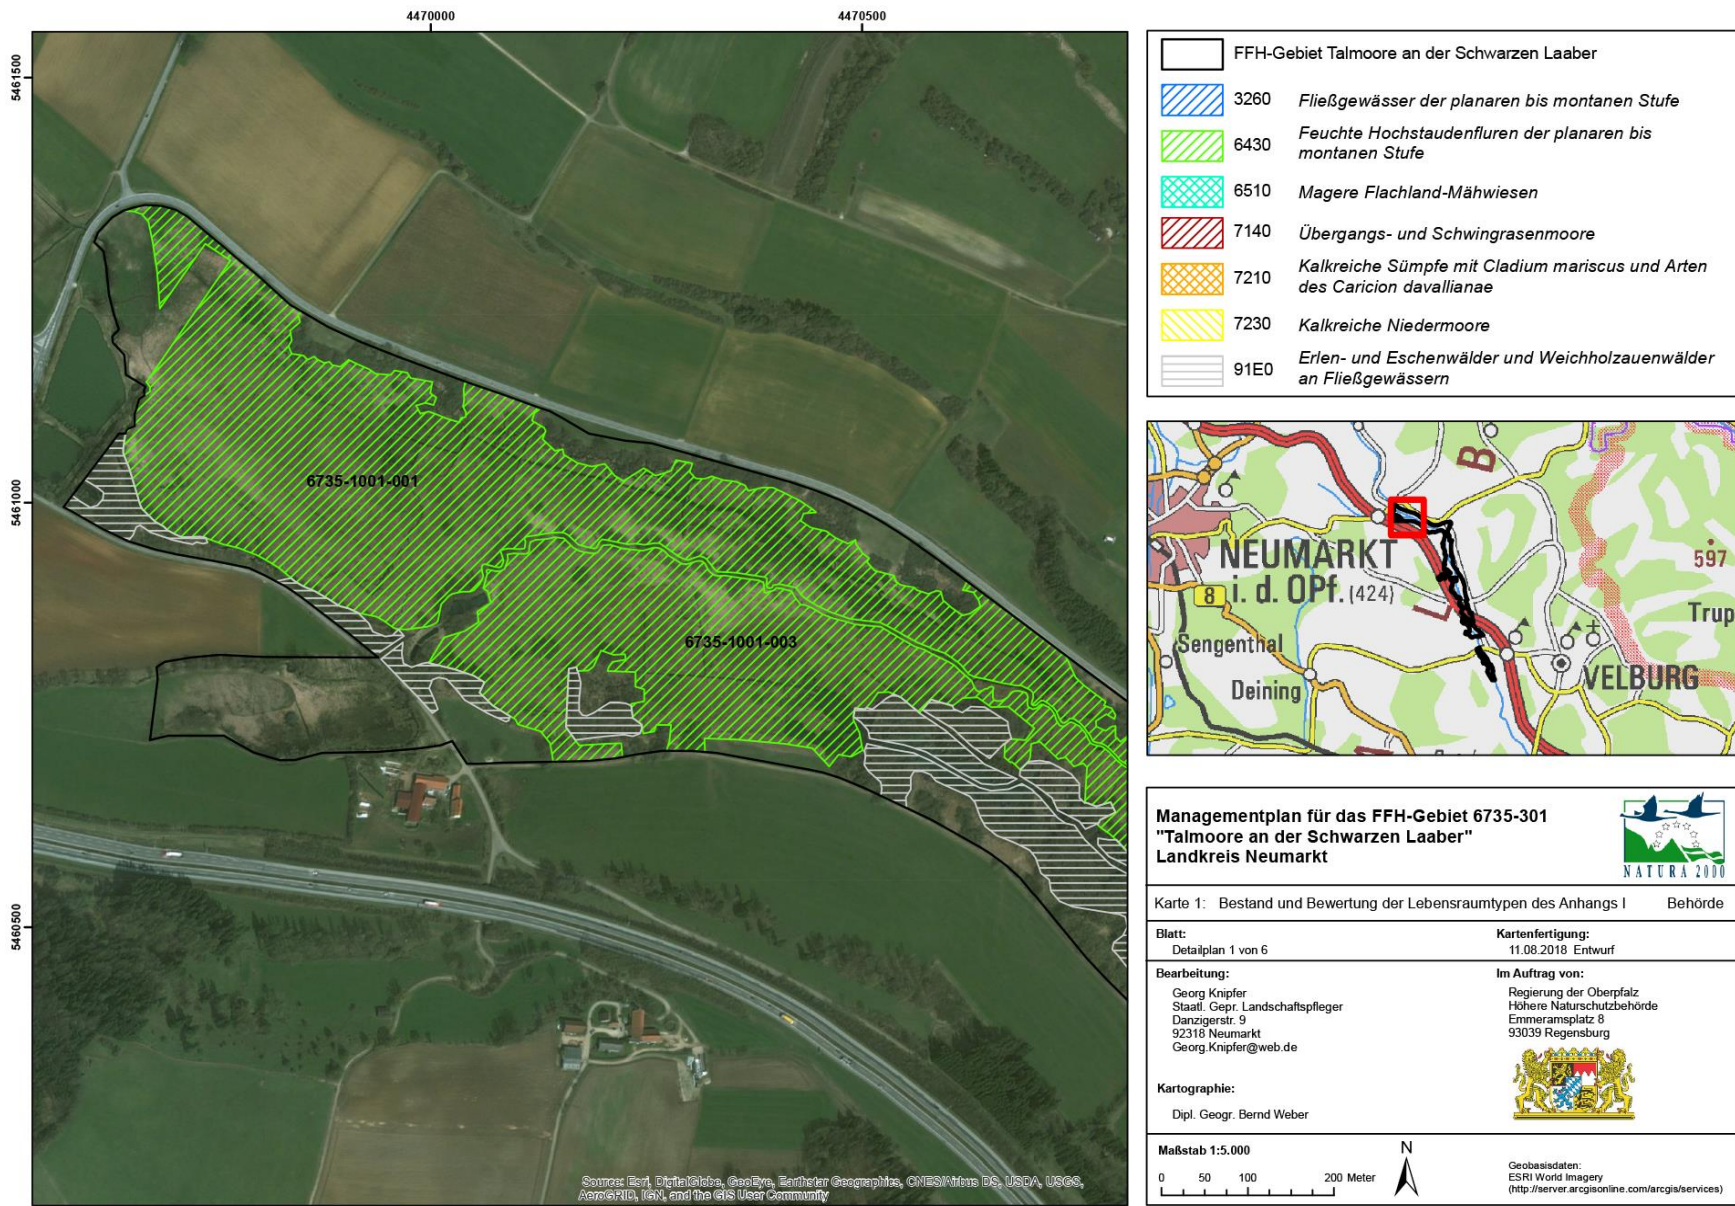 4470000
4470500
5461500
5461000
5460500
6735-1001-001
6735-1001-003
Source: Esri, DigitalGlobe, GeoEye, Earthstar Geographics, CNES/Airbus DS, USDA, USGS,
AeroGRID, IGN, and the GIS User Community
FFH-Gebiet Talmoore an der Schwarzen Laaber
3260 Fließgewässer der planaren bis montanen Stufe
6430 Feuchte Hochstaudenfluren der planaren bis
montanen Stufe
6510 Magere Flachland-Mähwiesen
7140 Übergangs- und Schwingrasenmoore
7210 Kalkreiche Sümpfe mit Cladium mariscus und Arten
des Caricion davallianae
7230 Kalkreiche Niedermoore
91E0 Erlen- und Eschenwälder und Weichholzauenwälder
an Fließgewässern
B
NEUMARKT
i. d. OPf. (424)
8
L
597
Trup
Sengenthal
Deining
VELBURG
Managementplan für das FFH-Gebiet 6735-301
"Talmoore an der Schwarzen Laaber"
Landkreis Neumarkt
NATURA 2000
Karte 1: Bestand und Bewertung der Lebensraumtypen des Anhangs I Behörde
Blatt:
Detailplan 1 von 6
Kartenfertigung:
11.08.2018 Entwurf
Bearbeitung:
Georg Knipfer
Staatl. Gepr. Landschaftspfleger
Danzigerstr. 9
92318 Neumarkt
Georg.Knipfer@web.de
Im Auftrag von:
Regierung der Oberpfalz
Höhere Naturschutzbehörde
Emmeramsplatz 8
93039 Regensburg
Kartographie:
Dipl. Geogr. Bernd Weber
Maßstab 1:5.000
0 50 100 200 Meter
N
Geobasisdaten:
ESRI World Imagery
(http://server.arcgisonline.com/arcgis/services)